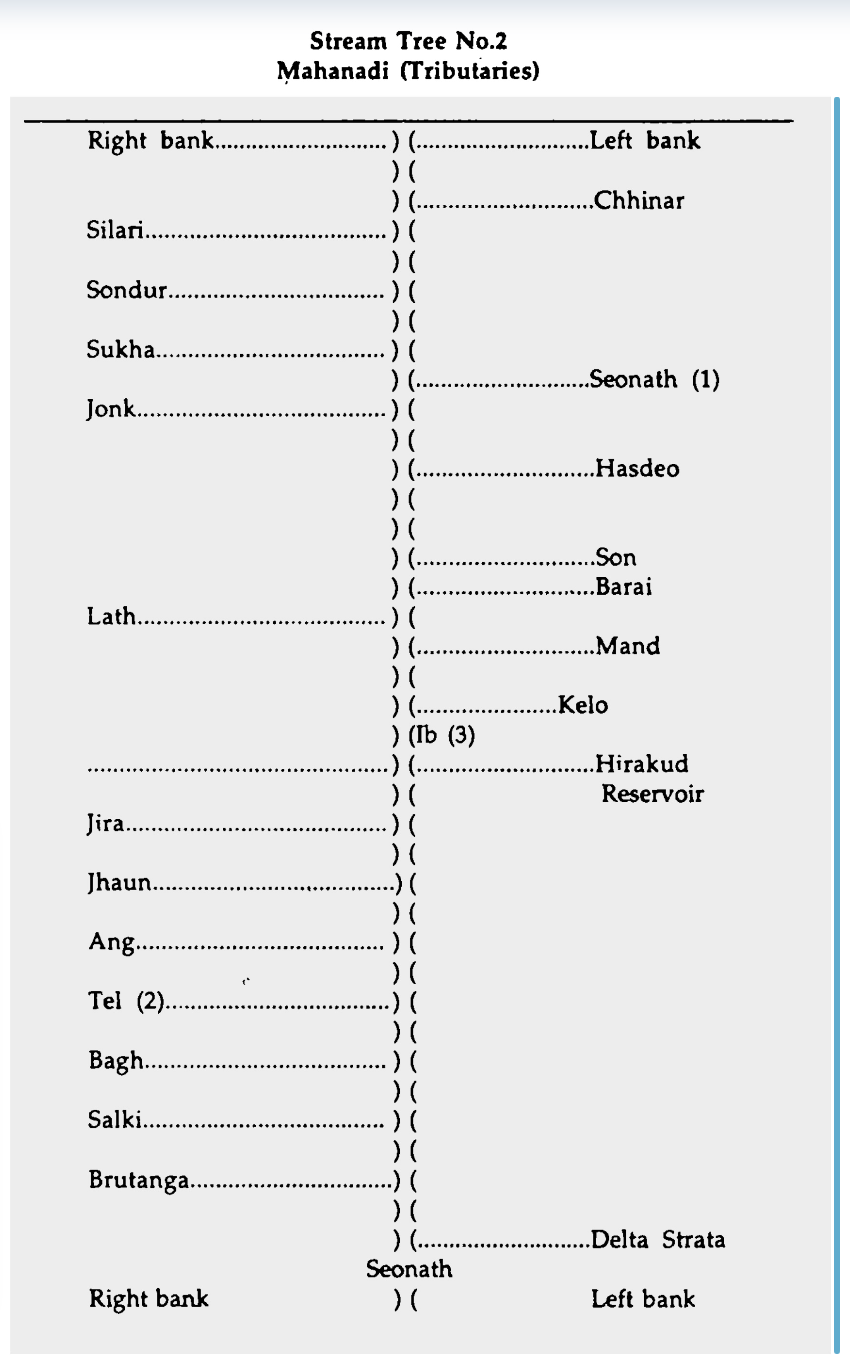 Stream Tree No.2
Mahanadi (Tributaries)
Right bank...........................) (...........................Left bank
) (
) (............................Chhinar
Silari......................................) (
) (
Sondur.................................. ) (
) (
Sukha....................................) (
) (...........................Seonath (1)
Jonk.......................................) (
) (
) (............................Hasdeo
) (
) (
) (............................Son
) (............................Barai
Lath.......................................) (
) (............................Mand
) (
) (......................Kelo
) (Ib (3)
...............................................) (............................Hirakud
) ( Reservoir
Jira.........................................) (
) (
Jhaun......................................) (
) (
Ang....................................... ) (
) (
Tel (2)...................................) (
) (
Bagh...................................... ) (
) (
Salki...................................... ) (
) (
Brutanga................................) (
) (
) (...........................Delta Strata
Seonath
Right bank ) ( Left bank